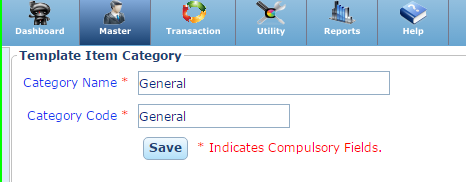 Dashboard Master Transaction Utility Reports Help
Template Item Category
Category Name * General
Category Code * General
Save * Indicates Compulsory Fields.